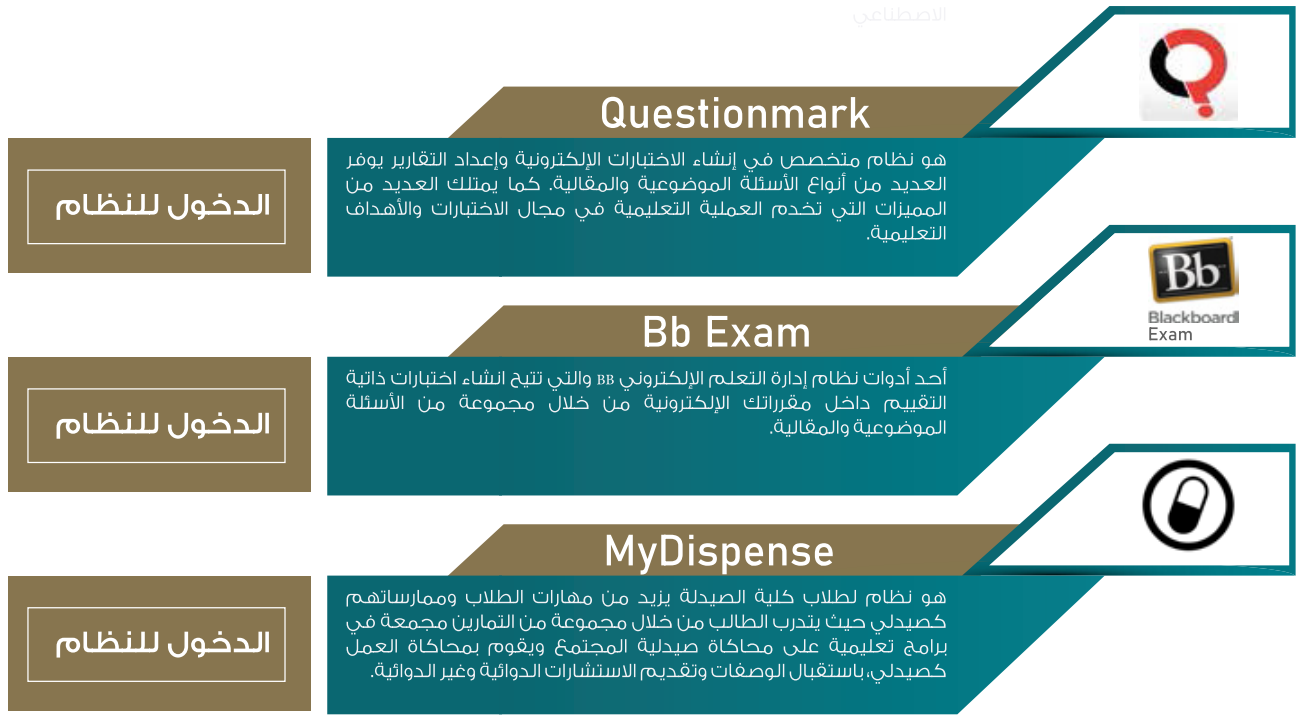 الاصطناعي
Questionmark
هو نظام متخصص في إنشاء الاختبارات الإلكترونية وإعداد التقارير يوفر
العديد من أنواع الأسئلة الموضوعية والمقالية. كما يمتلك العديد من
المميزات التي تخدم العملية التعليمية في مجال الاختبارات والأهداف
التعليمية.
الدخول للنظام
Bb
Blackboard
Exam
Bb Exam
أحد أدوات نظام إدارة التعلم الإلكتروني BB والتي تتيح انشاء اختبارات ذاتية
التقييم داخل مقرراتك الإلكترونية من خلال مجموعة من الأسئلة
الموضوعية والمقالية.
الدخول للنظام
MyDispense
هو نظام لطلاب كلية الصيدلة يزيد من مهارات الطلاب وممارساتهم
كصيدلي حيث يتدرب الطالب من خلال مجموعة من التمارين مجمعة في
برامج تعليمية على محاكاة صيدلية المجتمع ويقوم بمحاكاة العمل
كصيدلي، باستقبال الوصفات وتقديم الاستشارات الدوائية وغير الدوائية.
الدخول للنظام